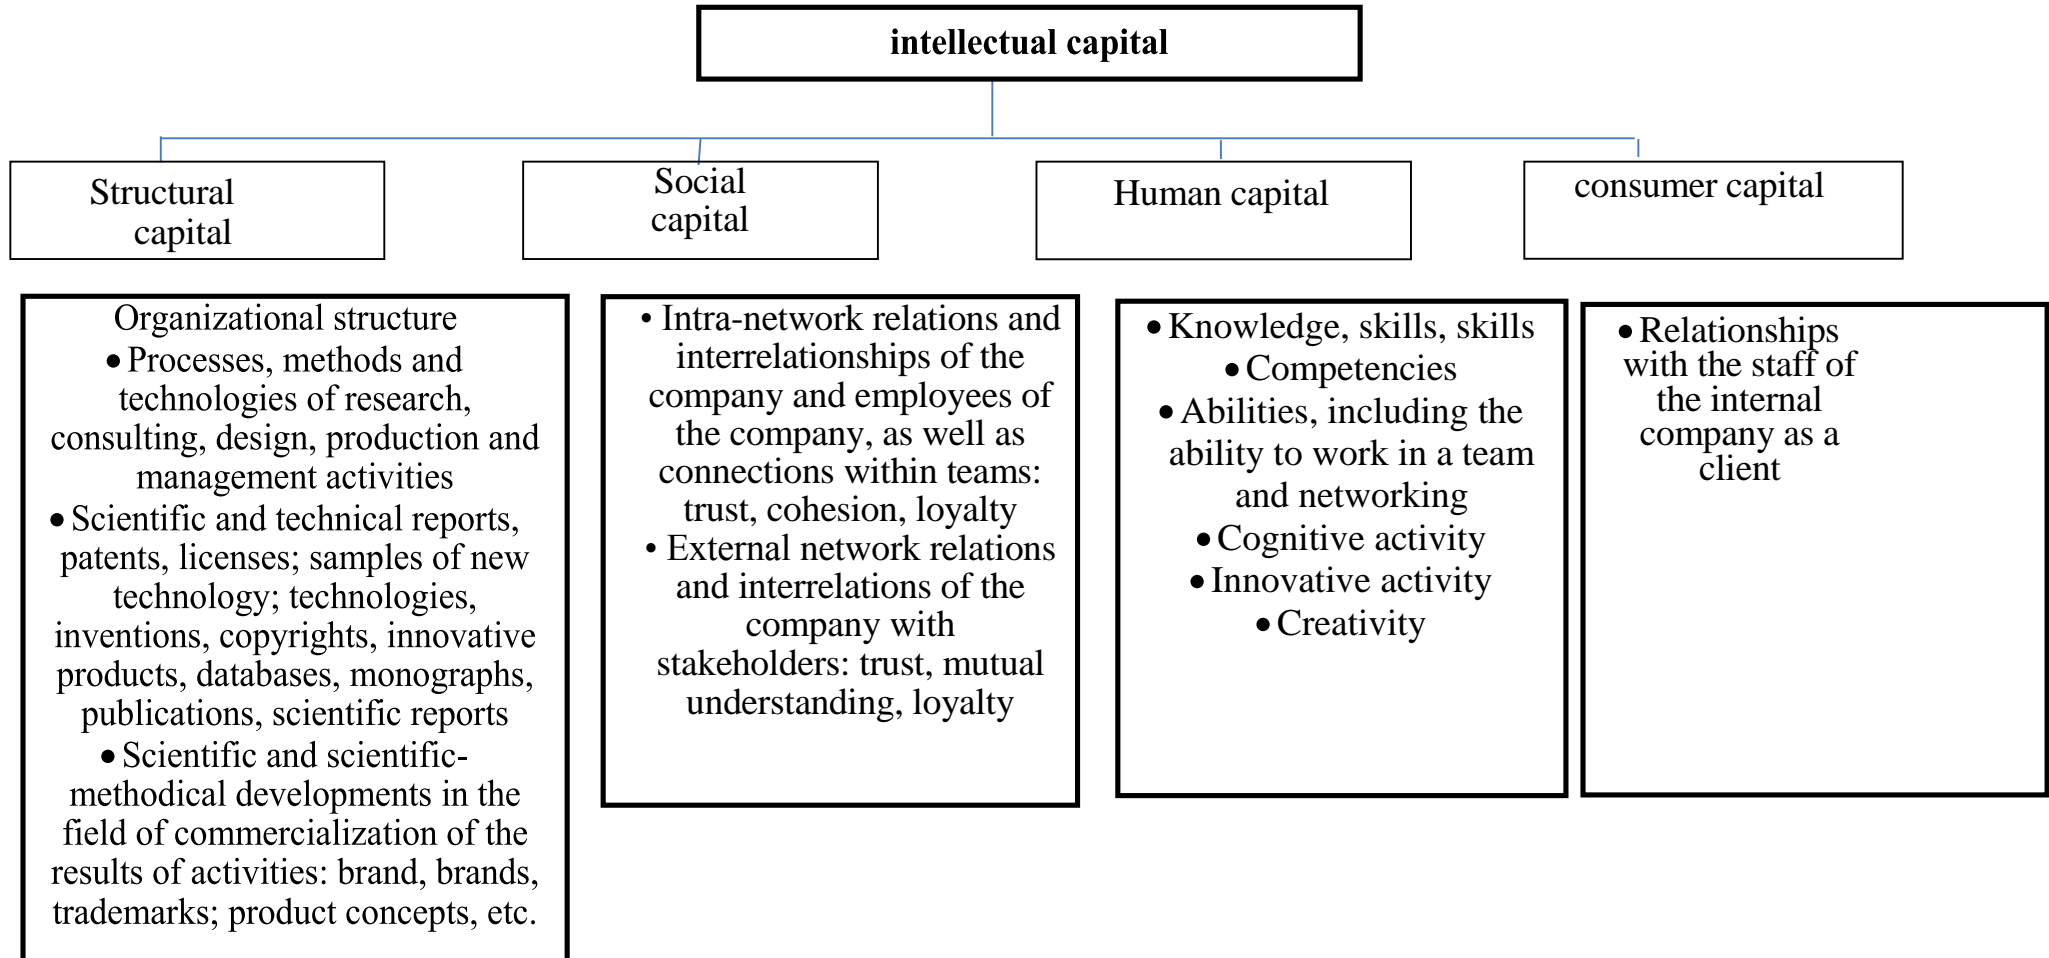 intellectual capital
Structural
capital
Social
capital
Human capital
consumer capital
Organizational structure
• Processes, methods and
technologies of research,
consulting, design, production and
management activities
• Scientific and technical reports,
patents, licenses; samples of new
technology; technologies,
inventions, copyrights, innovative
products, databases, monographs,
publications, scientific reports
• Scientific and scientific-
methodical developments in the
field of commercialization of the
results of activities: brand, brands,
trademarks; product concepts, etc.
• Intra-network relations and
interrelationships of the
company and employees of
the company, as well as
connections within teams:
trust, cohesion, loyalty
• External network relations
and interrelations of the
company with
stakeholders: trust, mutual
understanding, loyalty
• Knowledge, skills, skills
• Competencies
• Abilities, including the
ability to work in a team
and networking
• Cognitive activity
• Innovative activity
• Creativity
• Relationships
with the staff of
the internal
company as a
client